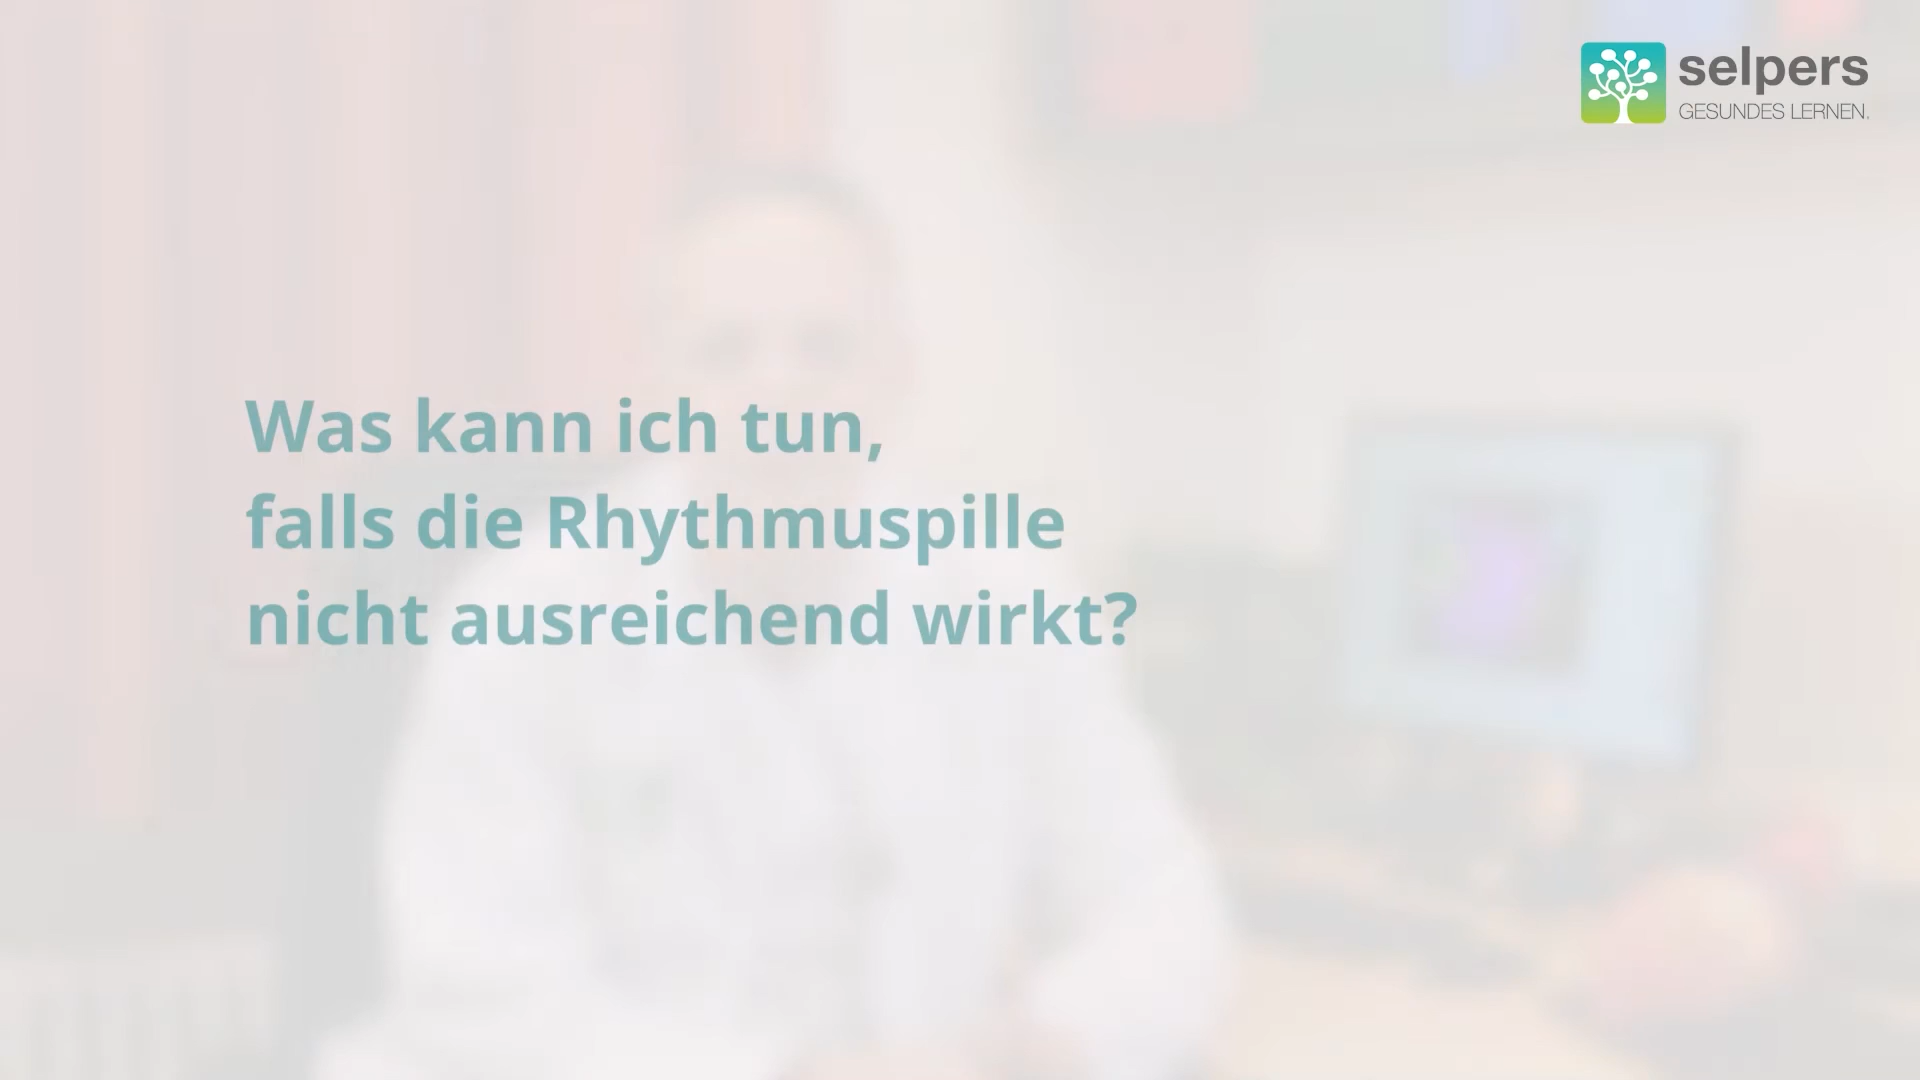 selpers
GESUNDES LERNEN.
Was kann ich tun,
falls die Rhythmuspille
nicht ausreichend wirkt?